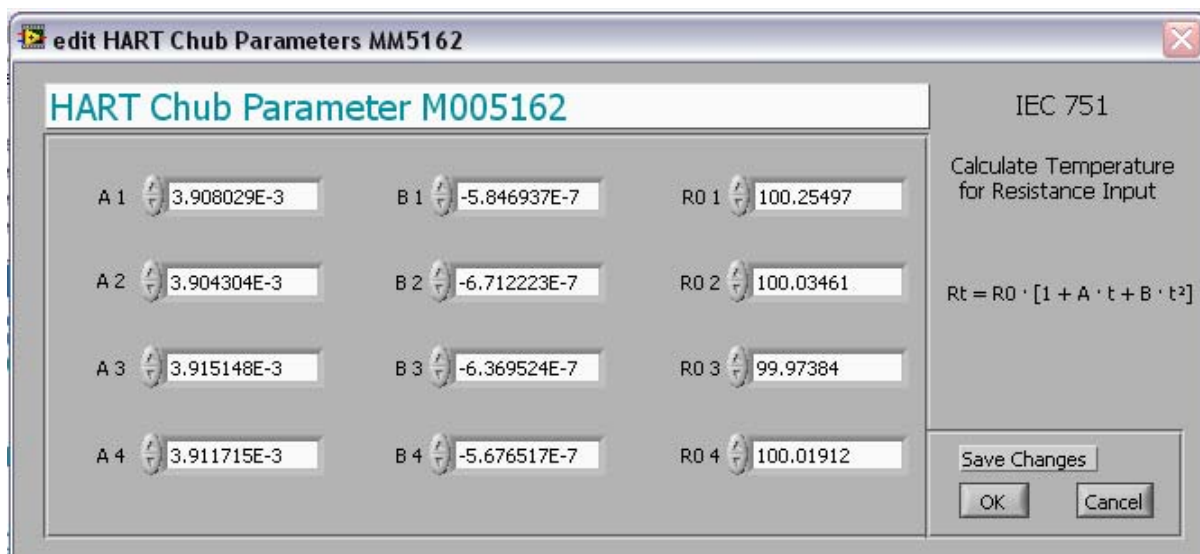 edit HART Chub Parameters MM5162
HART Chub Parameter M005162
IEC 751
Calculate Temperature
for Resistance Input
A 1 3.908029E-3 B 1 -5.846937E-7 R0 1 100.25497
A 2 3.904304E-3 B 2 -6.712223E-7 R0 2 100.03461
Rt = R0 · [1 + A · t + B · t²]
A 3 3.915148E-3 B 3 -6.369524E-7 R0 3 99.97384
A 4 3.911715E-3 B 4 -5.676517E-7 R0 4 100.01912
Save Changes
OK Cancel